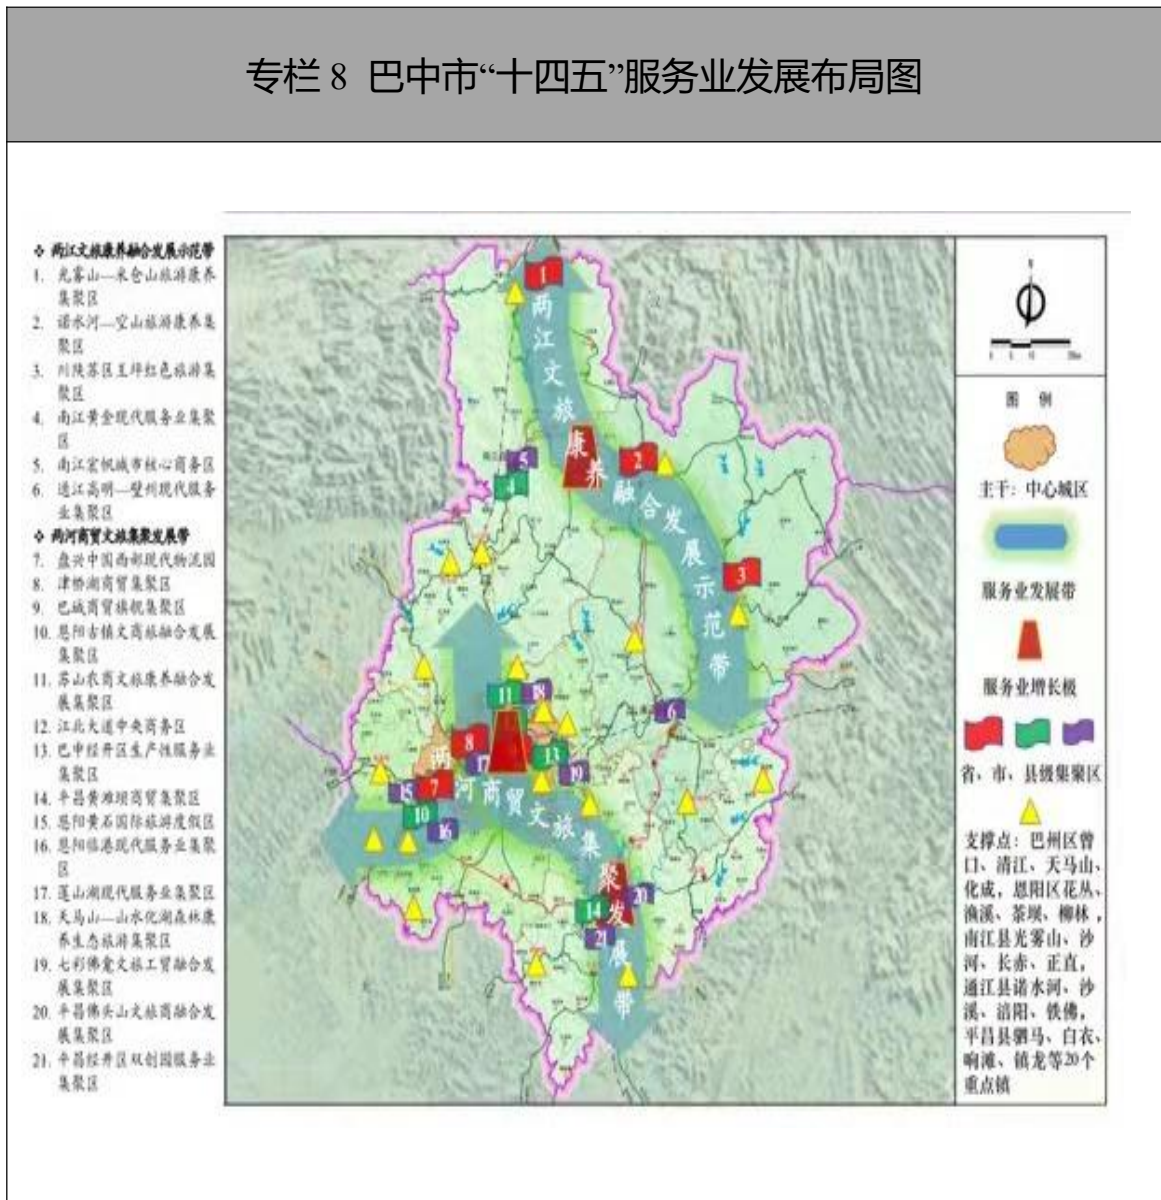 专栏 8  巴中市“十四五”服务业发展布局图
❖ 两江文旅康养融合发展示范带
1. 光雾山—米仓山旅游康养
集聚区
2. 诺水河—空山旅游康养集
聚区
3. 川陕苏区王坪红色旅游集
聚区
4. 南江黄金现代服务业集聚
区
5. 南江宏帆城市核心商务区
6. 通江高明—壁州现代服务
业集聚区
❖ 两河商贸文旅集聚发展带
7. 盘兴中国西部现代物流园
8. 津桥湖商贸集聚区
9. 巴城商贸旗舰集聚区
10. 恩阳古镇文商旅融合发展
集聚区
11. 苏山农商文旅康养融合发
展集聚区
12. 江北大道中央商务区
13. 巴中经开区生产性服务业
集聚区
14. 平昌黄滩坝商贸集聚区
15. 恩阳黄石国际旅游度假区
16. 恩阳临港现代服务业集聚
区
17. 莲山湖现代服务业集聚区
18. 天马山—山水化湖森林康
养生态旅游集聚区
19. 七彩佛龛文旅工贸融合发
展集聚区
20. 平昌佛头山文旅商融合发
展集聚区
21. 平昌经开区双创园服务业
集聚区
两江文旅康养融合发展示范带
两河商贸文旅集聚发展带
1
2
3
4
5
6
7
8
10
11
13
14
15
16
17
18
19
20
21
N
图 例
主干：中心城区
服务业发展带
服务业增长极
省、市、县级集聚区
支撑点：巴州区曾
口、清江、天马山、
化成，恩阳区花丛、
渔溪、茶坝、柳林，
南江县光雾山、沙
河、长赤、正直，
通江县诺水河、沙
溪、涪阳、铁佛，
平昌县驷马、白衣、
响滩、镇龙等20个
重点镇